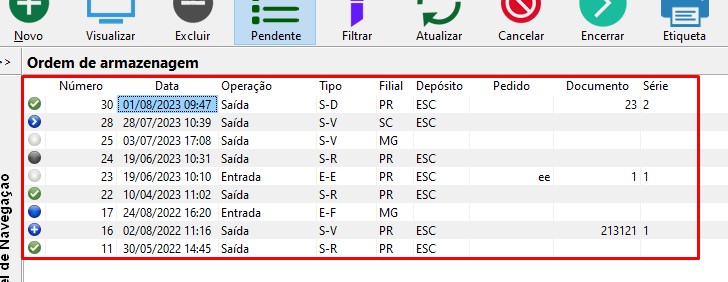 Novo Visualizar Excluir Pendente Filtrar Atualizar Cancelar Encerrar Etiqueta
>> Ordem de armazenagem
Número Data Operação Tipo Filial Depósito Pedido Documento Série
30 01/08/2023 09:47 Saída S-D PR ESC 23 2
28 28/07/2023 10:39 Saída S-V SC ESC
25 03/07/2023 17:08 Saída S-V MG
24 19/06/2023 10:31 Saída S-R PR ESC
23 19/06/2023 10:10 Entrada E-E PR ESC ee 1 1
22 10/04/2023 11:02 Saída S-R PR ESC
17 24/08/2022 16:20 Entrada E-F MG
16 02/08/2022 11:16 Saída S-V PR ESC 213121 1
11 30/05/2022 14:45 Saída S-R PR ESC
el de Navegaçao